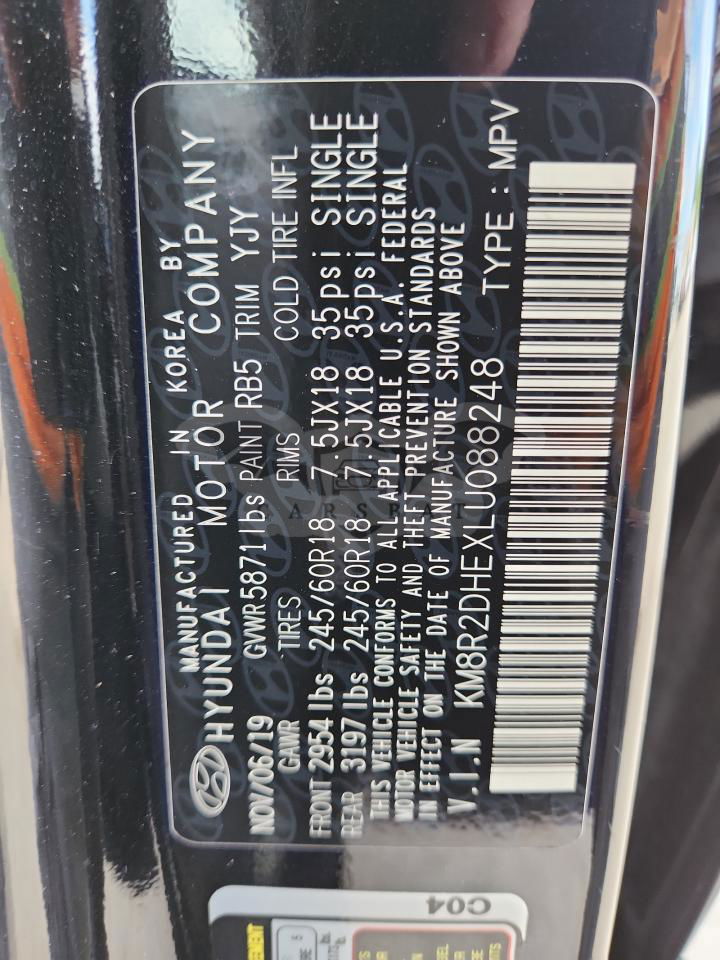 MANUFACTURED IN KOREA BY
HYUNDAI MOTOR COMPANY
NOV/06/19 GVWR 5871 lbs PAINT RB5 TRIM YJY
GAWR TIRES RIMS COLD TIRE INFL
FRONT 2954 lbs 245/60R18 7.5JX18 35psi SINGLE
REAR 3197 lbs 245/60R18 7.5JX18 35psi SINGLE
THIS VEHICLE CONFORMS TO ALL APPLICABLE U.S.A. FEDERAL
MOTOR VEHICLE SAFETY AND THEFT PREVENTION STANDARDS
IN EFFECT ON THE DATE OF MANUFACTURE SHOWN ABOVE
V.I.N KM8R2DHEXLU088248 TYPE : MPV
C04